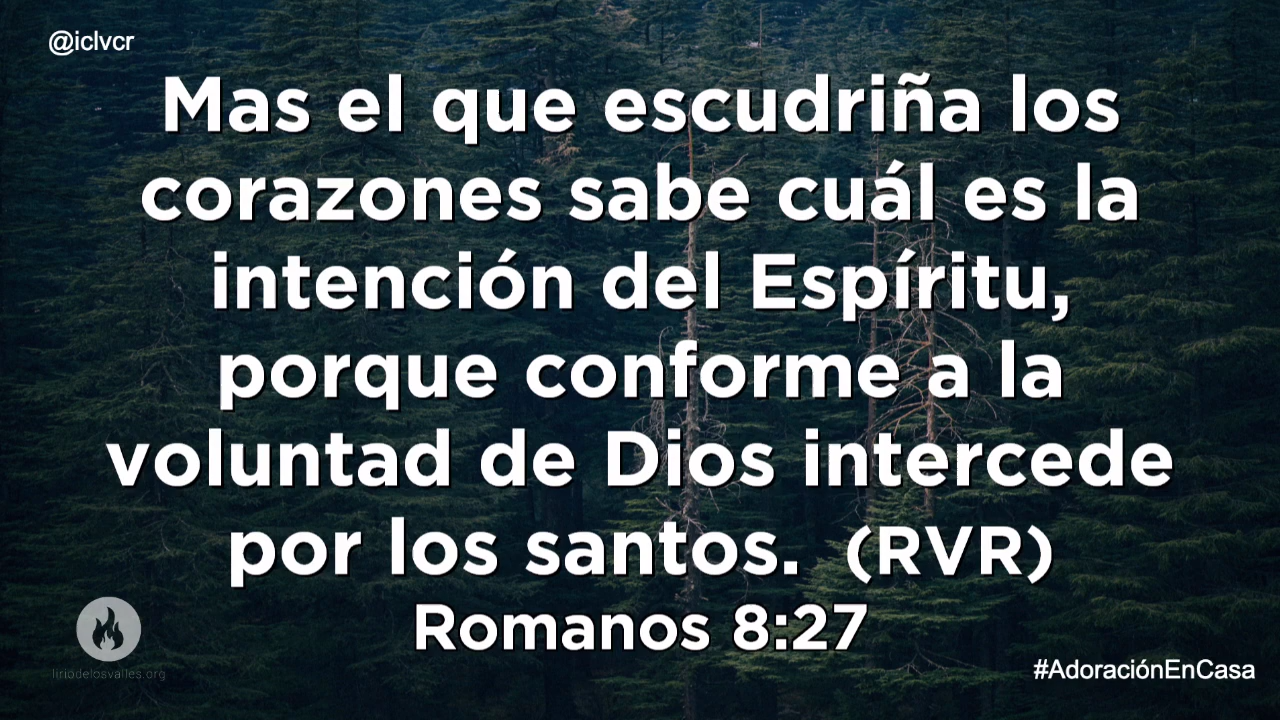 @iclvcr
Mas el que escudriña los
corazones sabe cuál es la
intención del Espíritu,
porque conforme a la
voluntad de Dios intercede
por los santos. (RVR)
Romanos 8:27
liriodelosvalles.org
#AdoraciónEnCasa